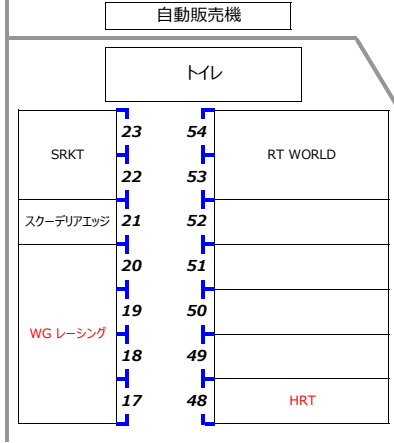 自動販売機
トイレ
23 54
SRKT RT WORLD
22 53
スクーデリアエッジ 21 52
20 51
19 50
WG レーシング
18 49
17 48 HRT